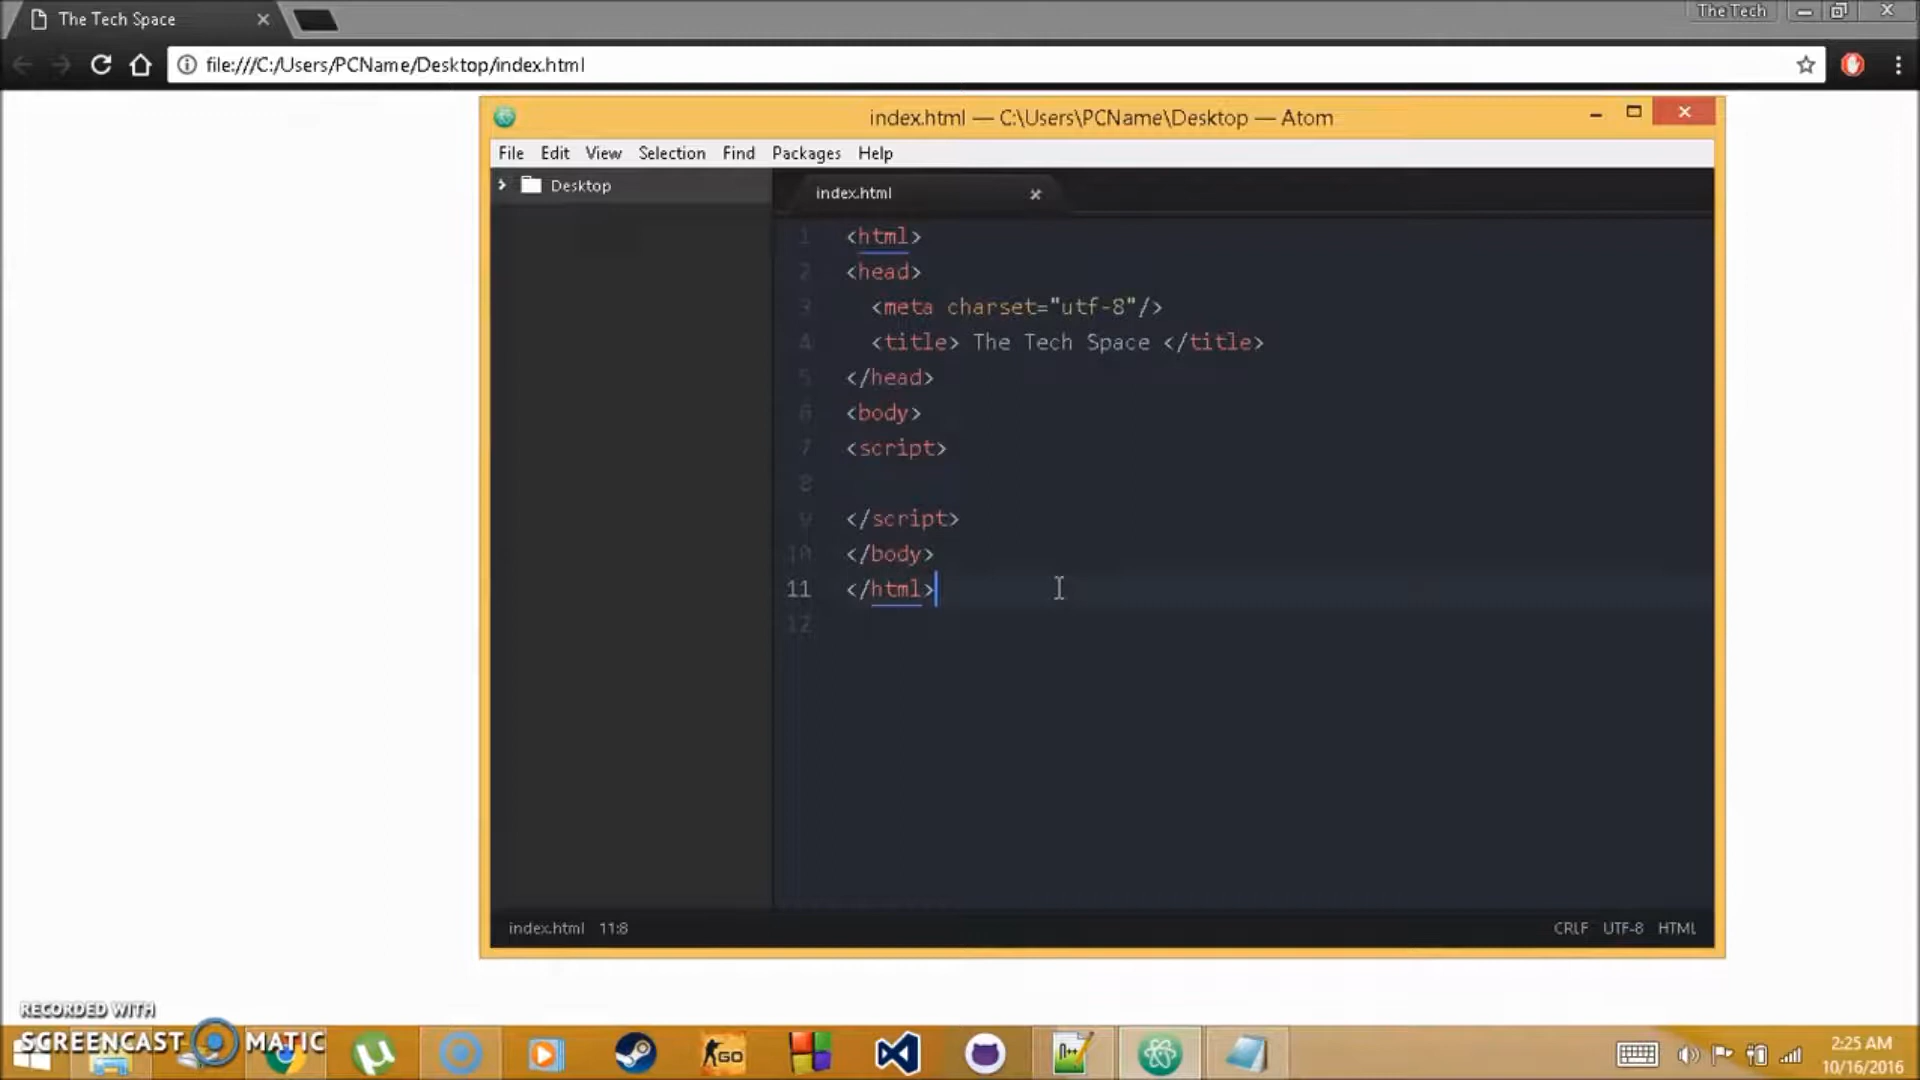 The Tech Space
The Tech
file:///C:/Users/PCName/Desktop/index.html
index.html — C:\Users\PCName\Desktop — Atom
File Edit View Selection Find Packages Help
Desktop
index.html
1 <html>
2 <head>
3 <meta charset="utf-8"/>
4 <title> The Tech Space </title>
5 </head>
6 <body>
7 <script>
8
9 </script>
10 </body>
11 </html>
12
index.html 11:8
CRLF UTF-8 HTML
RECORDED WITH
SCREENCAST MATIC
GO
2:25 AM
10/16/2016